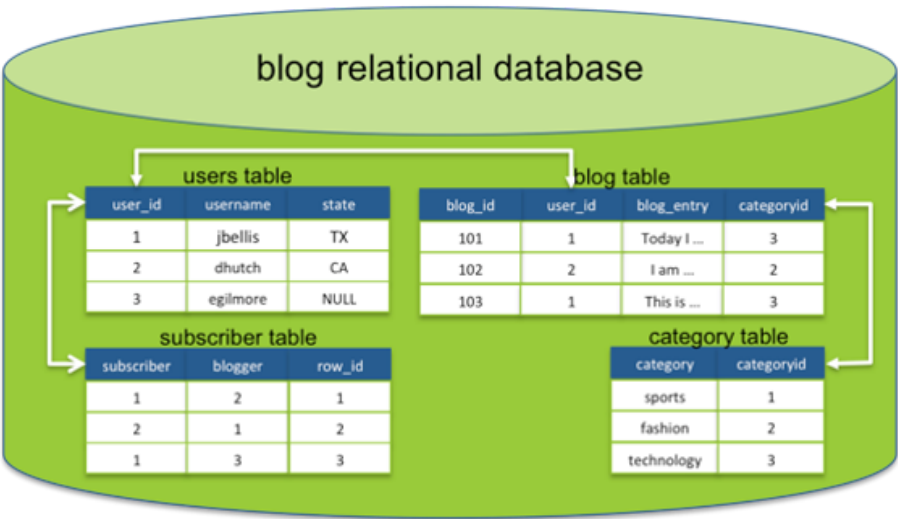 blog relational database
users table
user_id username state
1 jbellis TX
2 dhutch CA
3 egilmore NULL
blog table
blog_id user_id blog_entry categoryid
101 1 Today I ...
3
102 2 I am ... 2
103 1 This is ... 3
subscriber table
subscriber blogger row_id
1 2 1
2 1 2
1 3 3
category table
category categoryid
sports 1
fashion 2
technology 3